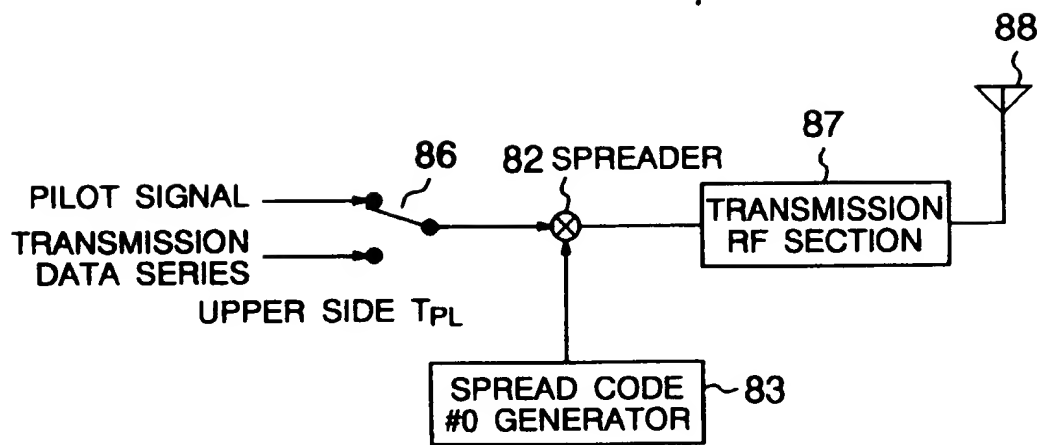 88
87
86
82 SPREADER
PILOT SIGNAL
TRANSMISSION
DATA SERIES
TRANSMISSION
RF SECTION
UPPER SIDE TPL
SPREAD CODE
#0 GENERATOR
83